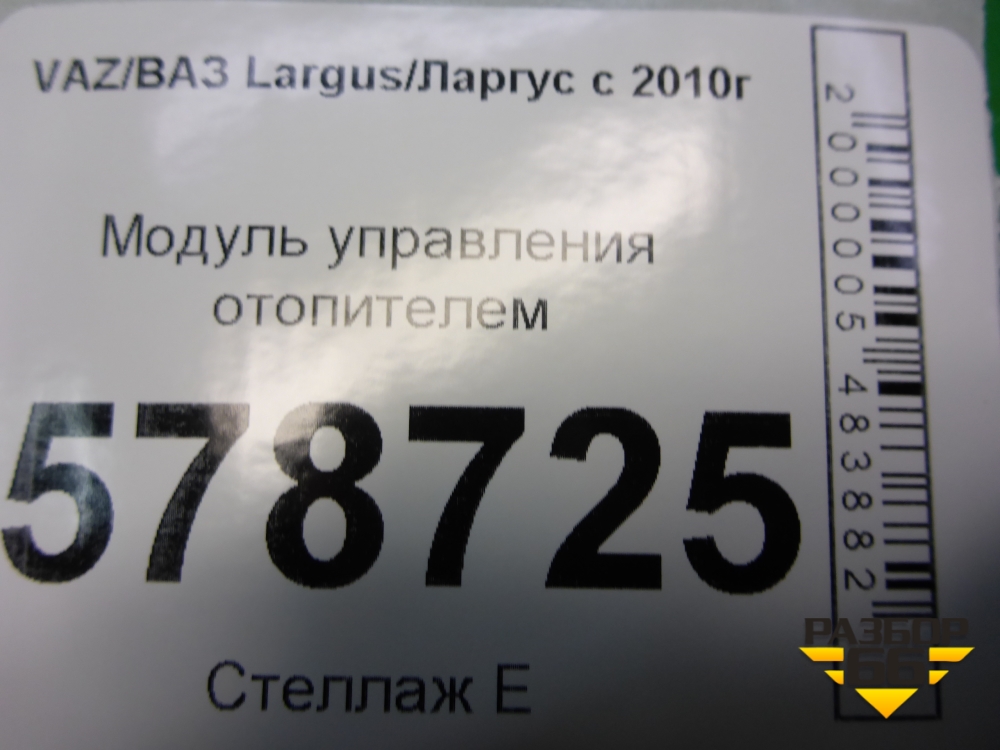 VAZ/ВАЗ Largus/Ларгус с 2010г
Модуль управления
отопителем
578725
Стеллаж E
2000005483882
РАЗБОР
66